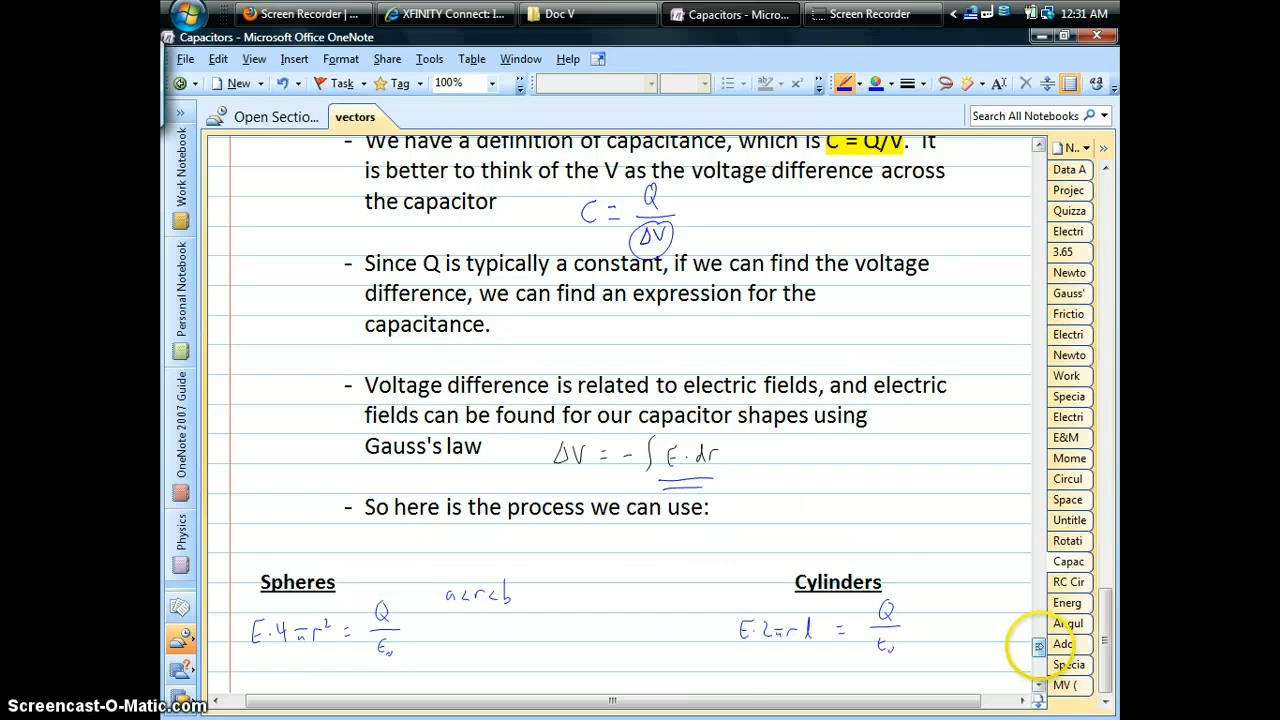 Screen Recorder | ...
XFINITY Connect: I...
Doc V
Capacitors - Micro...
Screen Recorder
12:31 AM
Capacitors - Microsoft Office OneNote
File Edit View Insert Format Share Tools Table Window Help
New Task Tag 100%
Open Sectio... vectors
Search All Notebooks
Work Notebook
Personal Notebook
OneNote 2007 Guide
Physics
- We have a definition of capacitance, which is C = Q/V. It
is better to think of the V as the voltage difference across
the capacitor
C = Q / ΔV
- Since Q is typically a constant, if we can find the voltage
difference, we can find an expression for the
capacitance.
- Voltage difference is related to electric fields, and electric
fields can be found for our capacitor shapes using
Gauss's law
ΔV = - ∫ E · dr
- So here is the process we can use:
Spheres
a < r < b
E · 4πr² = Q / ε₀
Cylinders
E · 2πrl = Q / ε₀
N..
Data A
Projec
Quizza
Electri
3.65
Newto
Gauss'
Frictio
Electri
Newto
Work
Specia
Electri
E&M
Mome
Circul
Space
Untitle
Rotati
Capac
RC Cir
Energ
Angul
Adc
Specia
MV (
Screencast-O-Matic.com